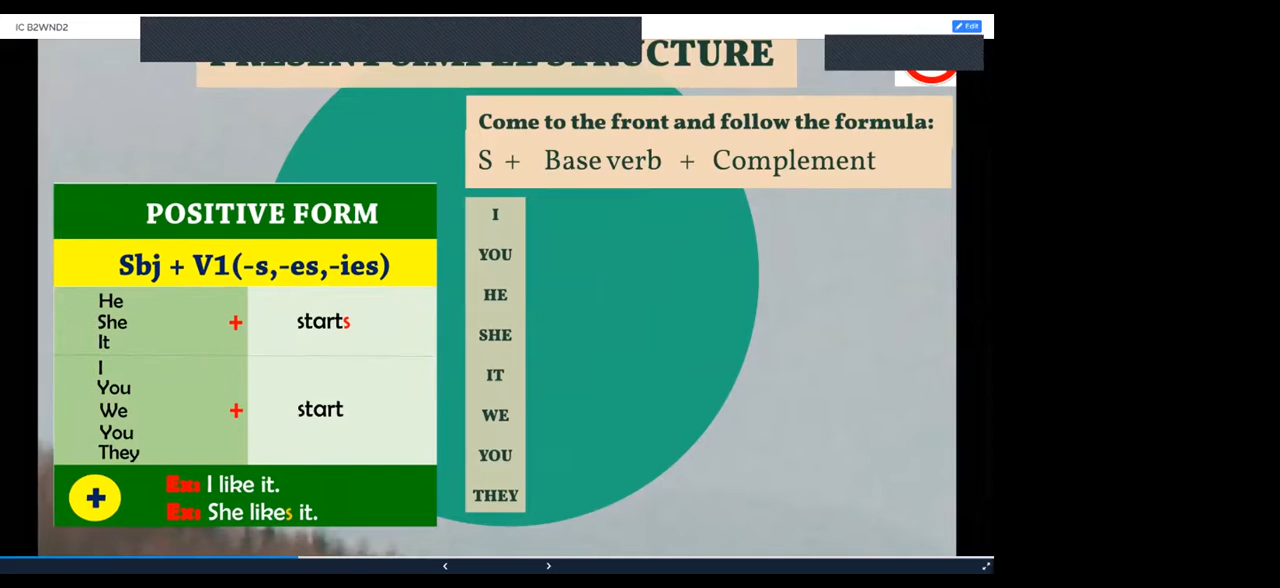 IC B2WND2
Edit
CTURE
Come to the front and follow the formula:
S + Base verb + Complement
POSITIVE FORM
Sbj + V1(-s,-es,-ies)
He
She
It
+ starts
I
You
We
You
They
+ start
+
Ex: I like it.
Ex: She likes it.
I
YOU
HE
SHE
IT
WE
YOU
THEY